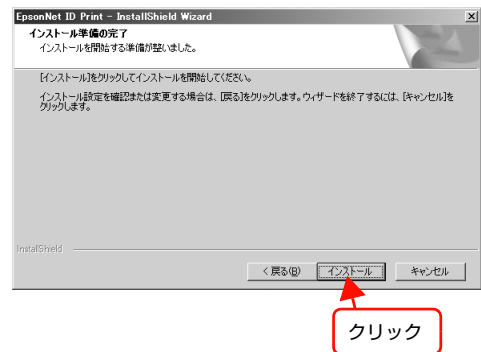 EpsonNet ID Print - InstallShield Wizard
インストール準備の完了
インストールを開始する準備が整いました。
[インストール]をクリックしてインストールを開始してください。
インストール設定を確認または変更する場合は、[戻る]をクリックします。ウィザードを終了するには、[キャンセル]を
クリックします。
InstallShield
< 戻る(B) インストール キャンセル
クリック